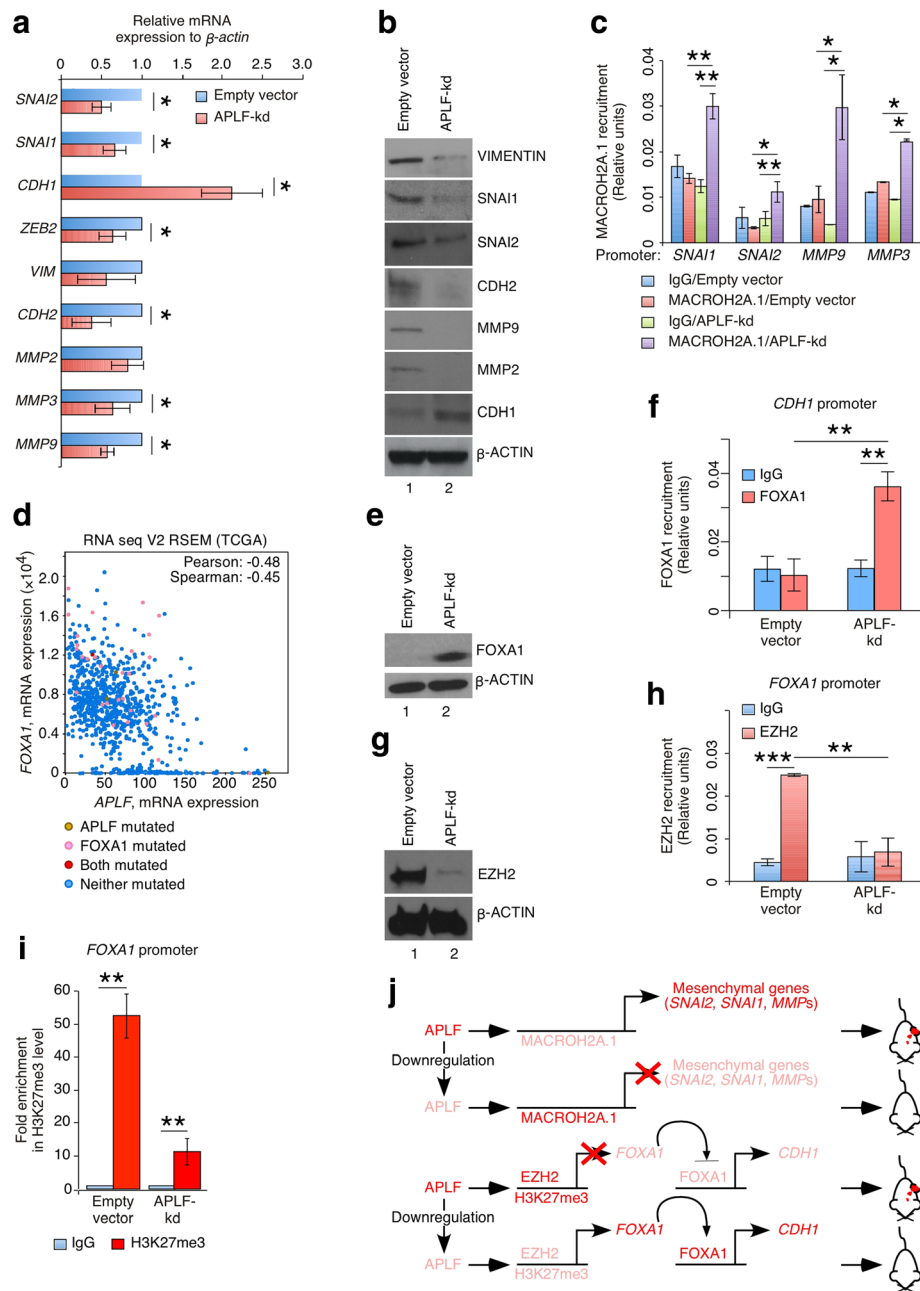 a
Relative mRNA
expression to β-actin
0 0.5 1.0 1.5 2.0 2.5 3.0
Empty vector
APLF-kd
SNAI2 *
SNAI1 *
CDH1 *
ZEB2 *
VIM
CDH2 *
MMP2
MMP3 *
MMP9 *
b
Empty vector
APLF-kd
VIMENTIN
SNAI1
SNAI2
CDH2
MMP9
MMP2
CDH1
β-ACTIN
1 2
c
MACROH2A.1 recruitment
(Relative units)
0.04
0.03
0.02
0.01
0
** ** * ** * * * *
Promoter: SNAI1 SNAI2 MMP9 MMP3
IgG/Empty vector
MACROH2A.1/Empty vector
IgG/APLF-kd
MACROH2A.1/APLF-kd
d
RNA seq V2 RSEM (TCGA)
Pearson: -0.48
Spearman: -0.45
FOXA1, mRNA expression (×10⁴)
2.0
1.6
1.2
0.8
0.4
0
0 50 100 150 200 250
APLF, mRNA expression
APLF mutated
FOXA1 mutated
Both mutated
Neither mutated
e
Empty vector
APLF-kd
FOXA1
β-ACTIN
1 2
f
CDH1 promoter
FOXA1 recruitment
(Relative units)
0.04
0.02
0
**
**
IgG
FOXA1
Empty
vector
APLF-
kd
g
Empty vector
APLF-kd
EZH2
β-ACTIN
1 2
h
FOXA1 promoter
IgG
EZH2
EZH2 recruitment
(Relative units)
0.03
0.02
0.01
0
*** **
Empty
vector
APLF-
kd
i
FOXA1 promoter
Fold enrichment
in H3K27me3 level
60
50
40
30
20
10
0
**
**
Empty
vector
APLF-
kd
IgG H3K27me3
j
Mesenchymal genes
(SNAI2, SNAI1, MMPs)
APLF
MACROH2A.1
Downregulation
Mesenchymal genes
(SNAI2, SNAI1, MMPs)
APLF
MACROH2A.1
FOXA1 CDH1
EZH2 FOXA1
APLF
H3K27me3
Downregulation
FOXA1 CDH1
EZH2 FOXA1
APLF
H3K27me3